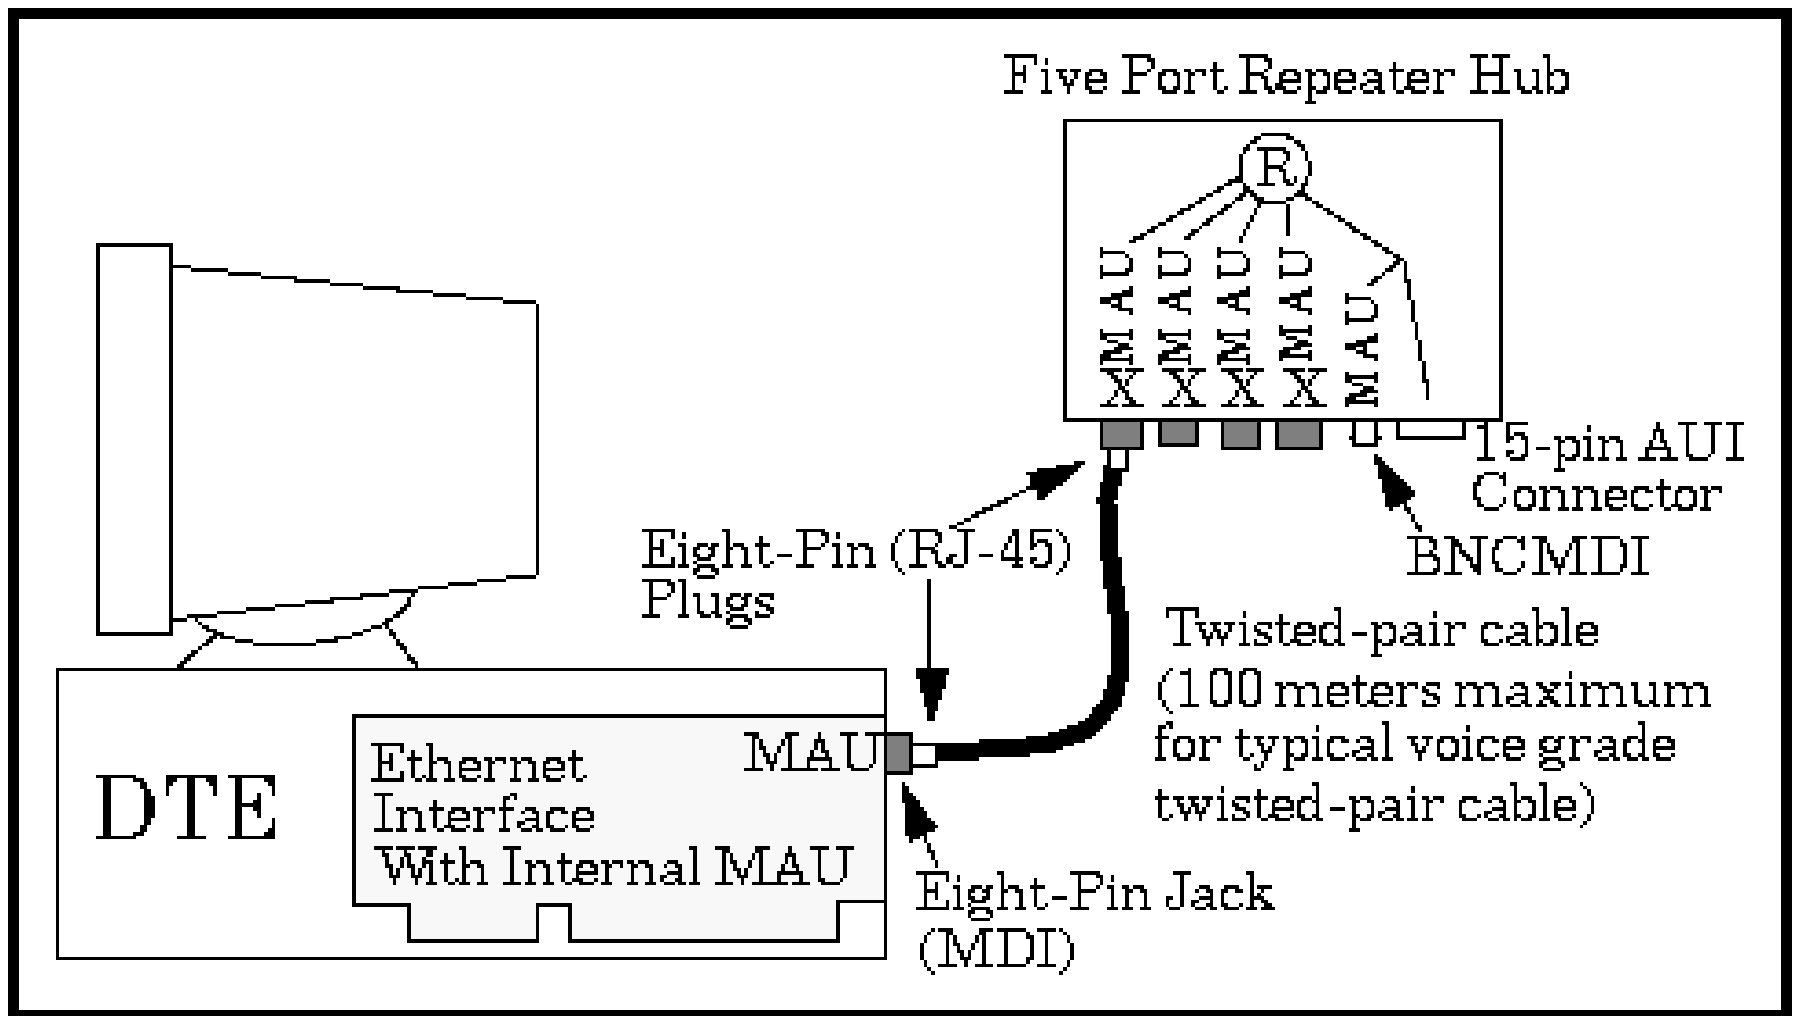 Five Port Repeater Hub
R
MAU
MAU
MAU
MAU
MAU
X
X
X
X
15-pin AUI
Connector
BNCMDI
Eight-Pin (RJ-45)
Plugs
Twisted-pair cable
(100 meters maximum
for typical voice grade
twisted-pair cable)
DTE
MAU
Ethernet
Interface
With Internal MAU
Eight-Pin Jack
(MDI)